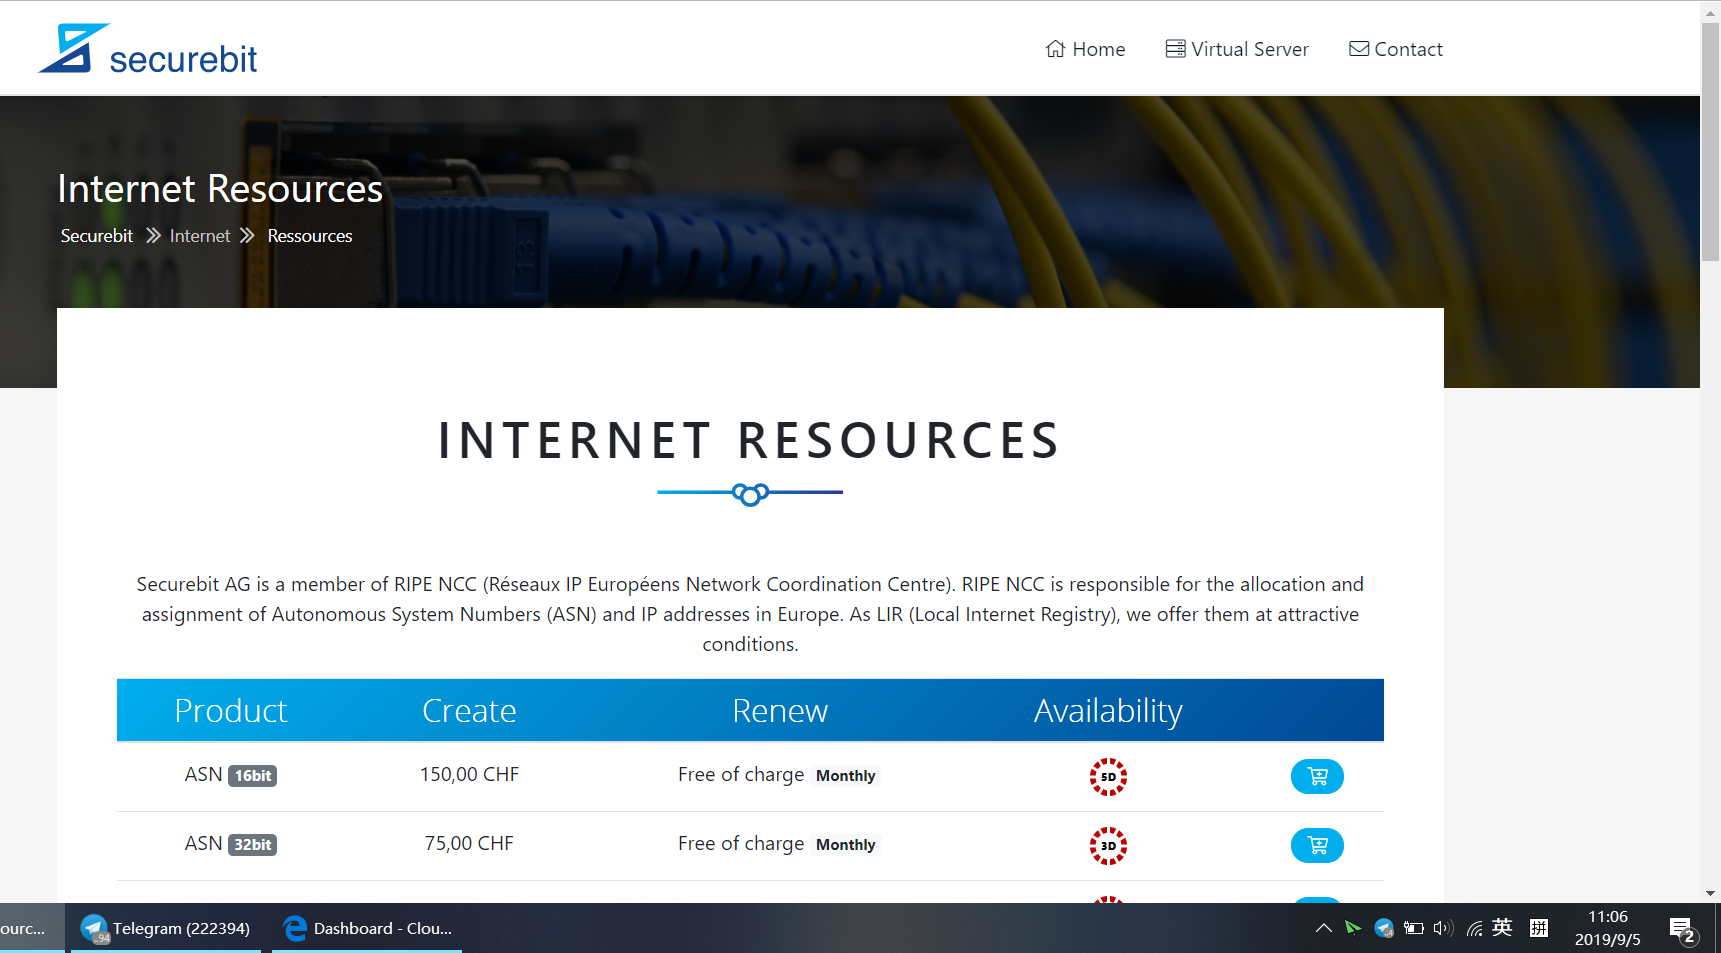 securebit
Home
Virtual Server
Contact
Internet Resources
Securebit
Internet
Ressources
INTERNET RESOURCES
Securebit AG is a member of RIPE NCC (Réseaux IP Européens Network Coordination Centre). RIPE NCC is responsible for the allocation and
assignment of Autonomous System Numbers (ASN) and IP addresses in Europe. As LIR (Local Internet Registry), we offer them at attractive
conditions.
Product Create Renew Availability
ASN 16bit 150,00 CHF Free of charge Monthly 5D
ASN 32bit 75,00 CHF Free of charge Monthly 3D
ourc...
Telegram (222394)
Dashboard - Clou...
英
拼
11:06
2019/9/5
2